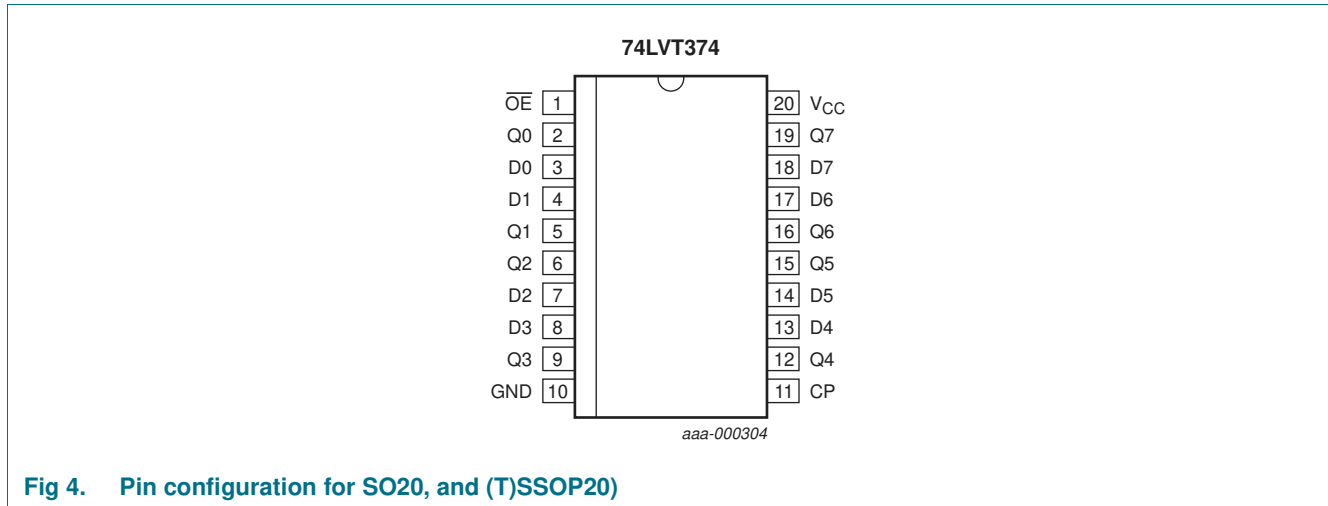 74LVT374
OE 1 20 VCC
Q0 2 19 Q7
D0 3 18 D7
D1 4 17 D6
Q1 5 16 Q6
Q2 6 15 Q5
D2 7 14 D5
D3 8 13 D4
Q3 9 12 Q4
GND 10 11 CP
aaa-000304
Fig 4. Pin configuration for SO20, and (T)SSOP20)